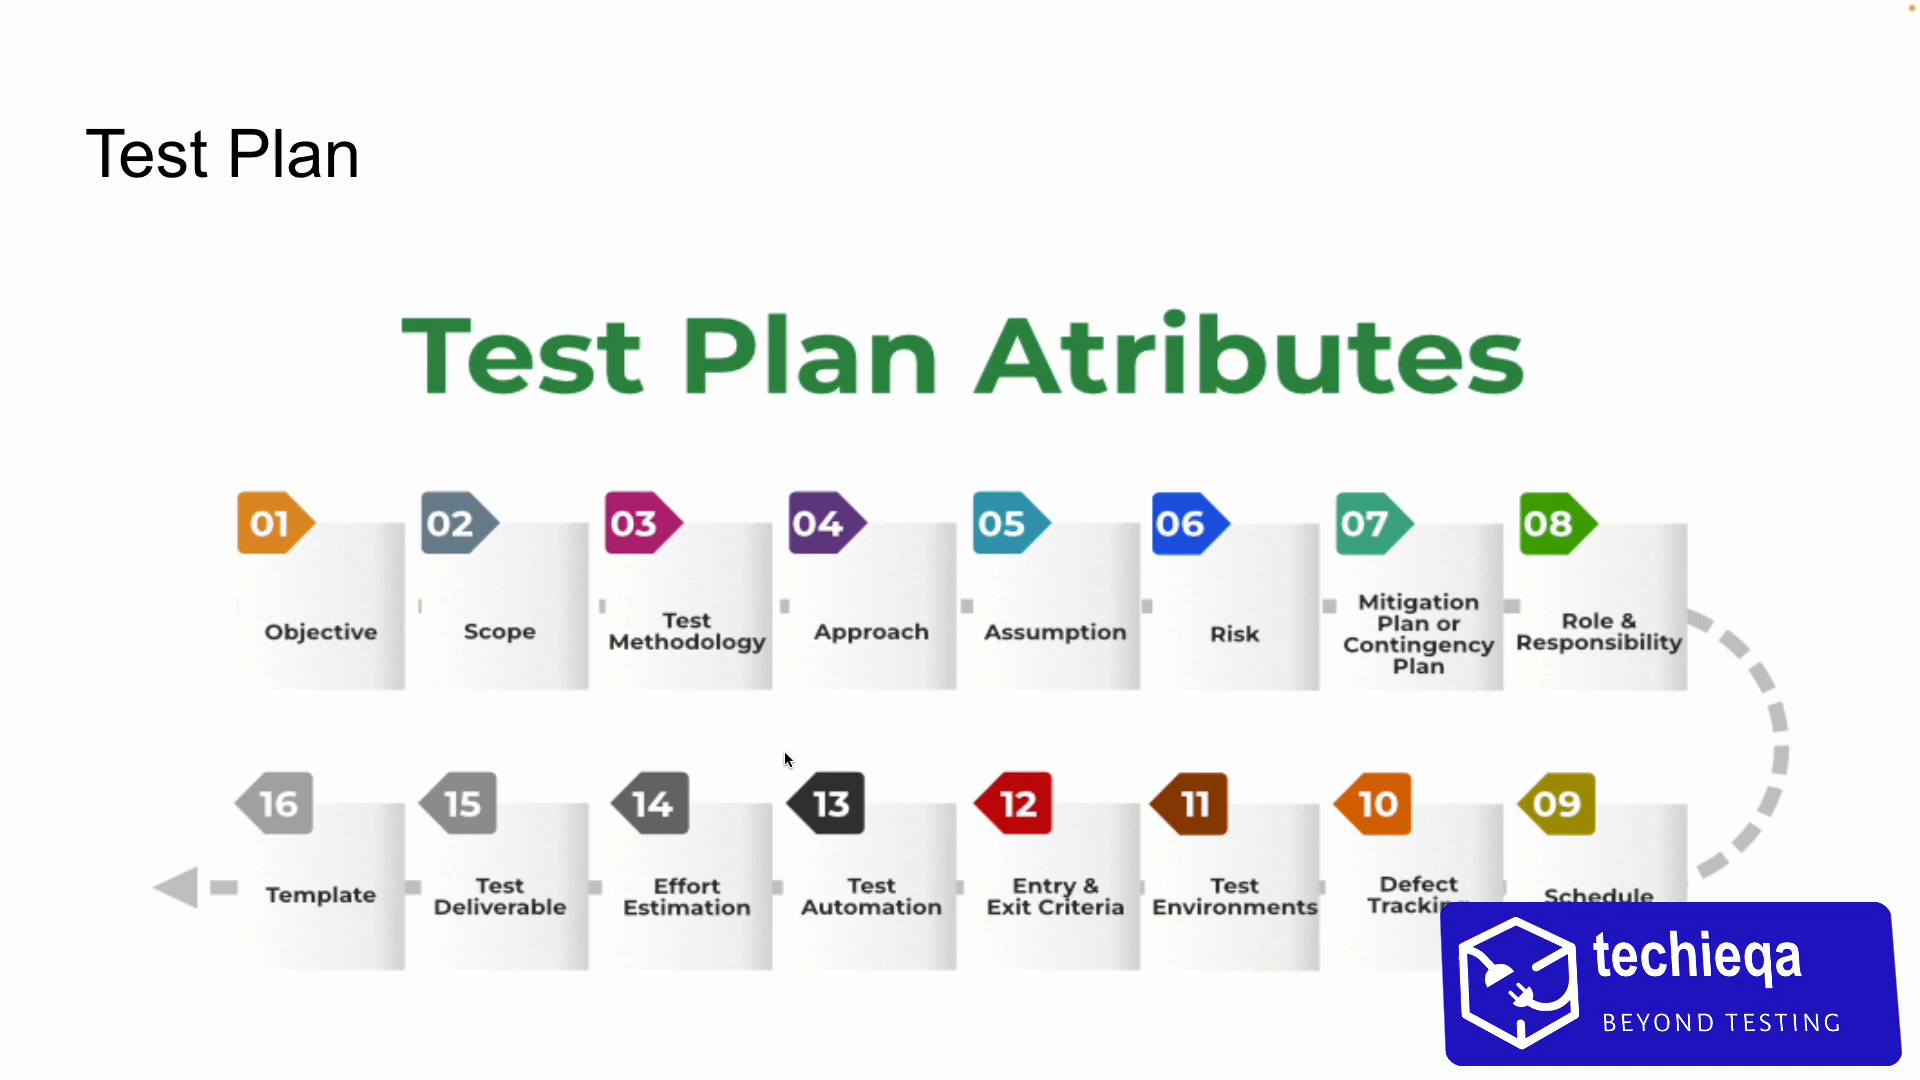 Test Plan
Test Plan Atributes
01
02
03
04
05
06
07
08
Objective
Scope
Test
Methodology
Approach
Assumption
Risk
Mitigation
Plan or
Contingency
Plan
Role &
Responsibility
16
15
14
13
12
11
10
09
Template
Test
Deliverable
Effort
Estimation
Test
Automation
Entry &
Exit Criteria
Test
Environments
Defect
Tracking
Schedule
techieqa
BEYOND TESTING